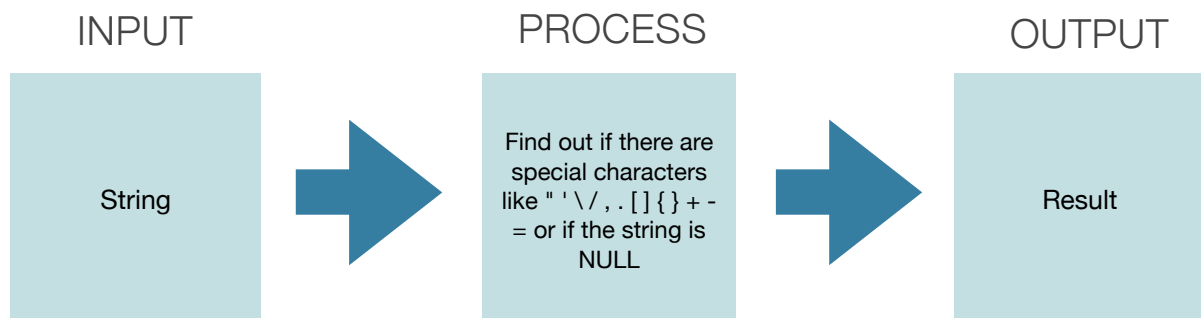 INPUT
PROCESS
OUTPUT
String
Find out if there are
special characters
like " ' \ / , . [ ] { } + -
= or if the string is
NULL
Result